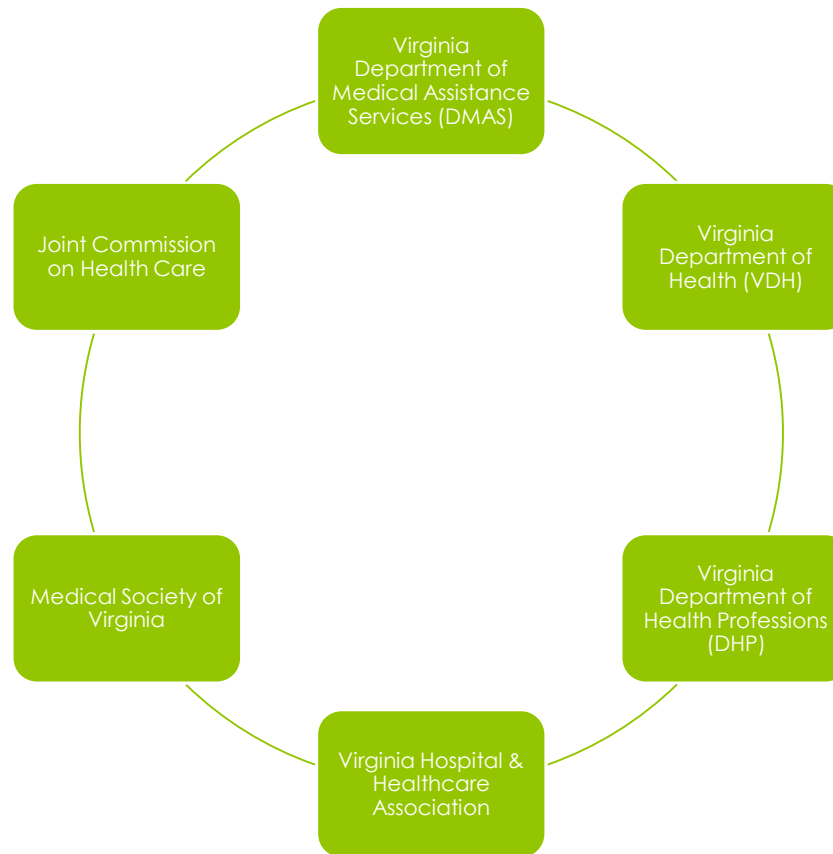 Virginia
Department of
Medical Assistance
Services (DMAS)
Virginia
Department of
Health (VDH)
Virginia
Department of
Health Professions
(DHP)
Virginia Hospital &
Healthcare
Association
Medical Society of
Virginia
Joint Commission
on Health Care